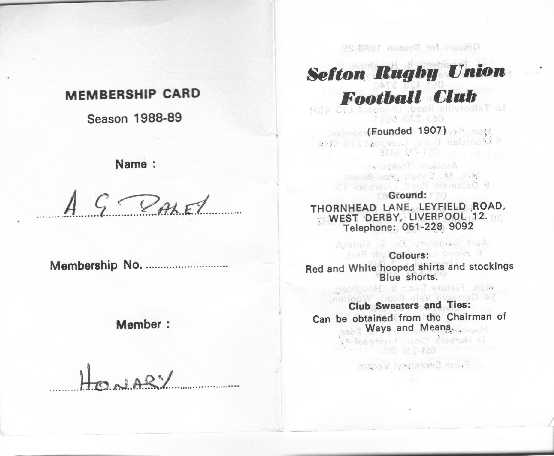 MEMBERSHIP CARD
Season 1988-89
Name :
A G DALEY
Membership No. ............................
Member :
HONARY
Sefton Rugby Union
Football Club
(Founded 1907)
Ground:
THORNHEAD LANE, LEYFIELD ROAD,
WEST DERBY, LIVERPOOL 12.
Telephone: 051-228 9092
Colours:
Red and White hooped shirts and stockings
Blue shorts.
Club Sweaters and Ties:
Can be obtained from the Chairman of
Ways and Means.